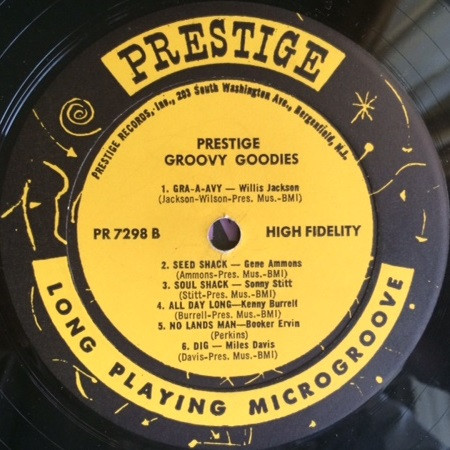 PRESTIGE
PRESTIGE RECORDS, Inc., 203 South Washington Ave., Bergenfield, N.J.
PRESTIGE
GROOVY GOODIES
1. GRA-A-AVY — Willis Jackson
(Jackson-Wilson-Pres. Mus.-BMI)
PR 7298 B HIGH FIDELITY
2. SEED SHACK — Gene Ammons
(Ammons-Pres. Mus.-BMI)
3. SOUL SHACK — Sonny Stitt
(Stitt-Pres. Mus.-BMI)
4. ALL DAY LONG—Kenny Burrell
(Burrell-Pres. Mus.-BMI)
5. NO LANDS MAN—Booker Ervin
(Perkins)
6. DIG — Miles Davis
(Davis-Pres. Mus.-BMI)
LONG PLAYING MICROGROOVE